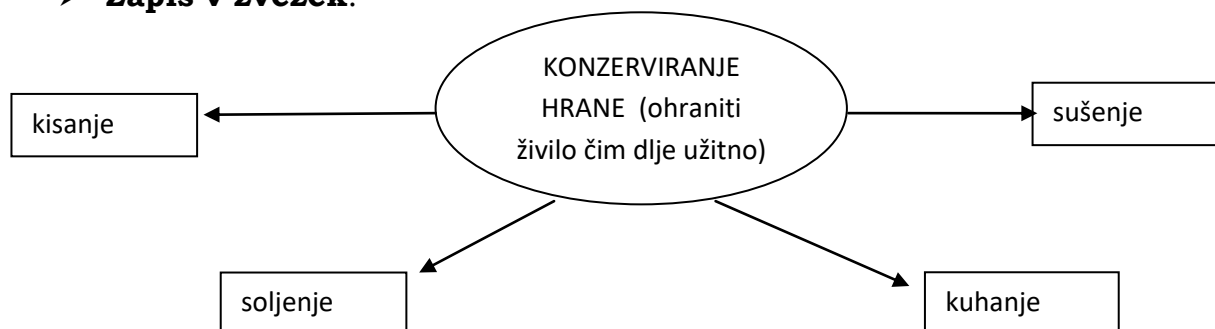 Zapis v zvezek:
KONZERVIRANJE
HRANE (ohraniti
živilo čim dlje užitno)
kisanje
sušenje
soljenje
kuhanje